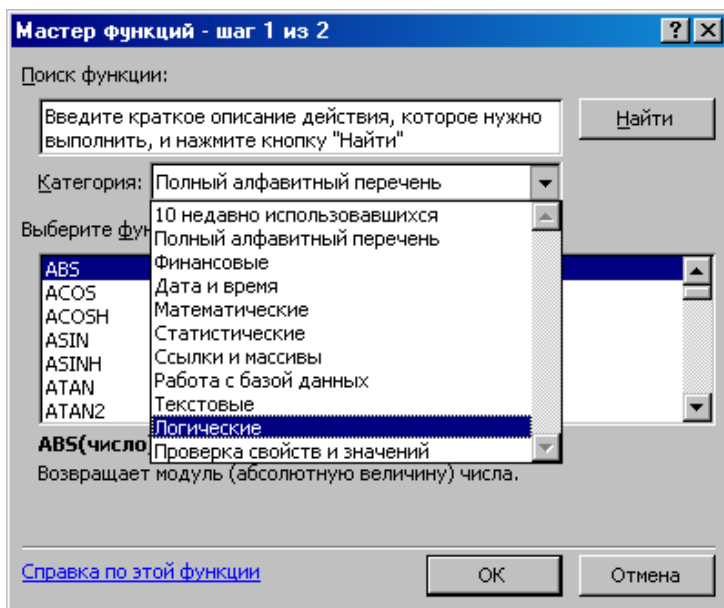 Мастер функций - шаг 1 из 2
Поиск функции:
Введите краткое описание действия, которое нужно
выполнить, и нажмите кнопку "Найти"
Найти
Категория:
Полный алфавитный перечень
10 недавно использовавшихся
Полный алфавитный перечень
Финансовые
Дата и время
Математические
Статистические
Ссылки и массивы
Работа с базой данных
Текстовые
Логические
Проверка свойств и значений
Выберите
ABS
ACOS
ACOSH
ASIN
ASINH
ATAN
ATAN2
ABS(число
Возвращает модуль (абсолютную величину) числа.
Справка по этой функции
ОК
Отмена